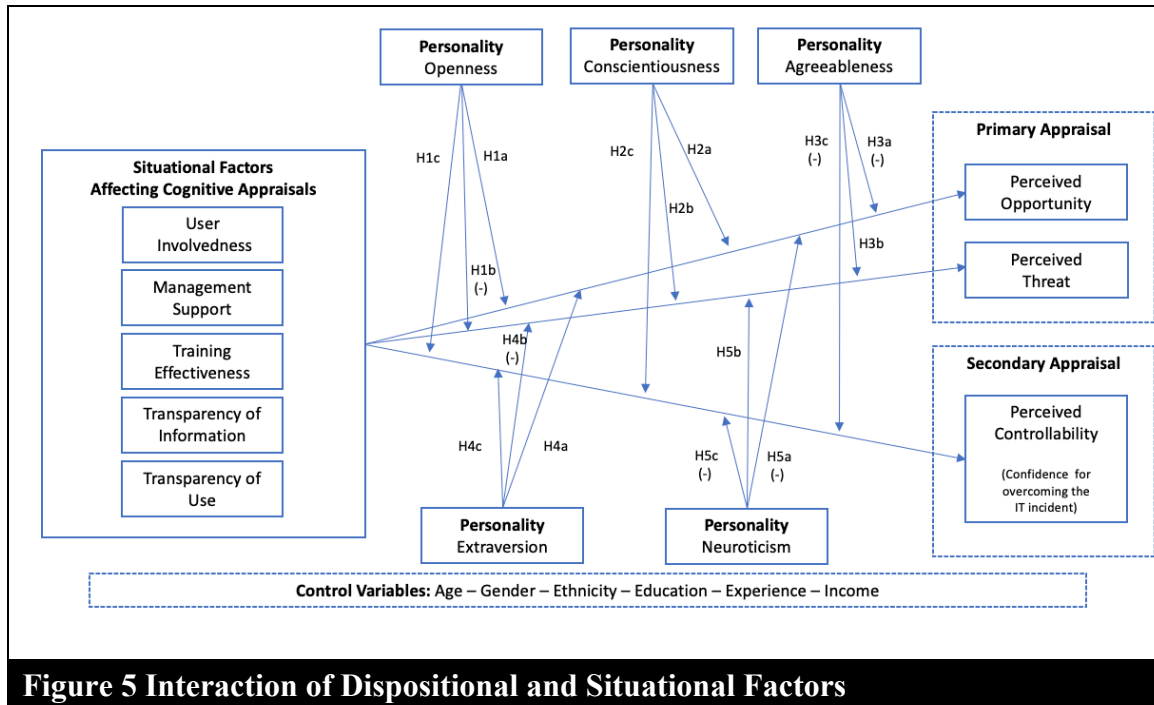 Personality
Openness
Personality
Conscientiousness
Personality
Agreeableness
Situational Factors
Affecting Cognitive Appraisals
User
Involvedness
Management
Support
Training
Effectiveness
Transparency of
Information
Transparency of
Use
H1c
H1a
H1b
(-)
H2c
H2a
H2b
H3c
(-)
H3a
(-)
H3b
H4b
(-)
H4c
H4a
H5b
H5c
(-)
H5a
(-)
Primary Appraisal
Perceived
Opportunity
Perceived
Threat
Secondary Appraisal
Perceived
Controllability
(Confidence for
overcoming the
IT incident)
Personality
Extraversion
Personality
Neuroticism
Control Variables: Age – Gender – Ethnicity – Education – Experience – Income
Figure 5 Interaction of Dispositional and Situational Factors